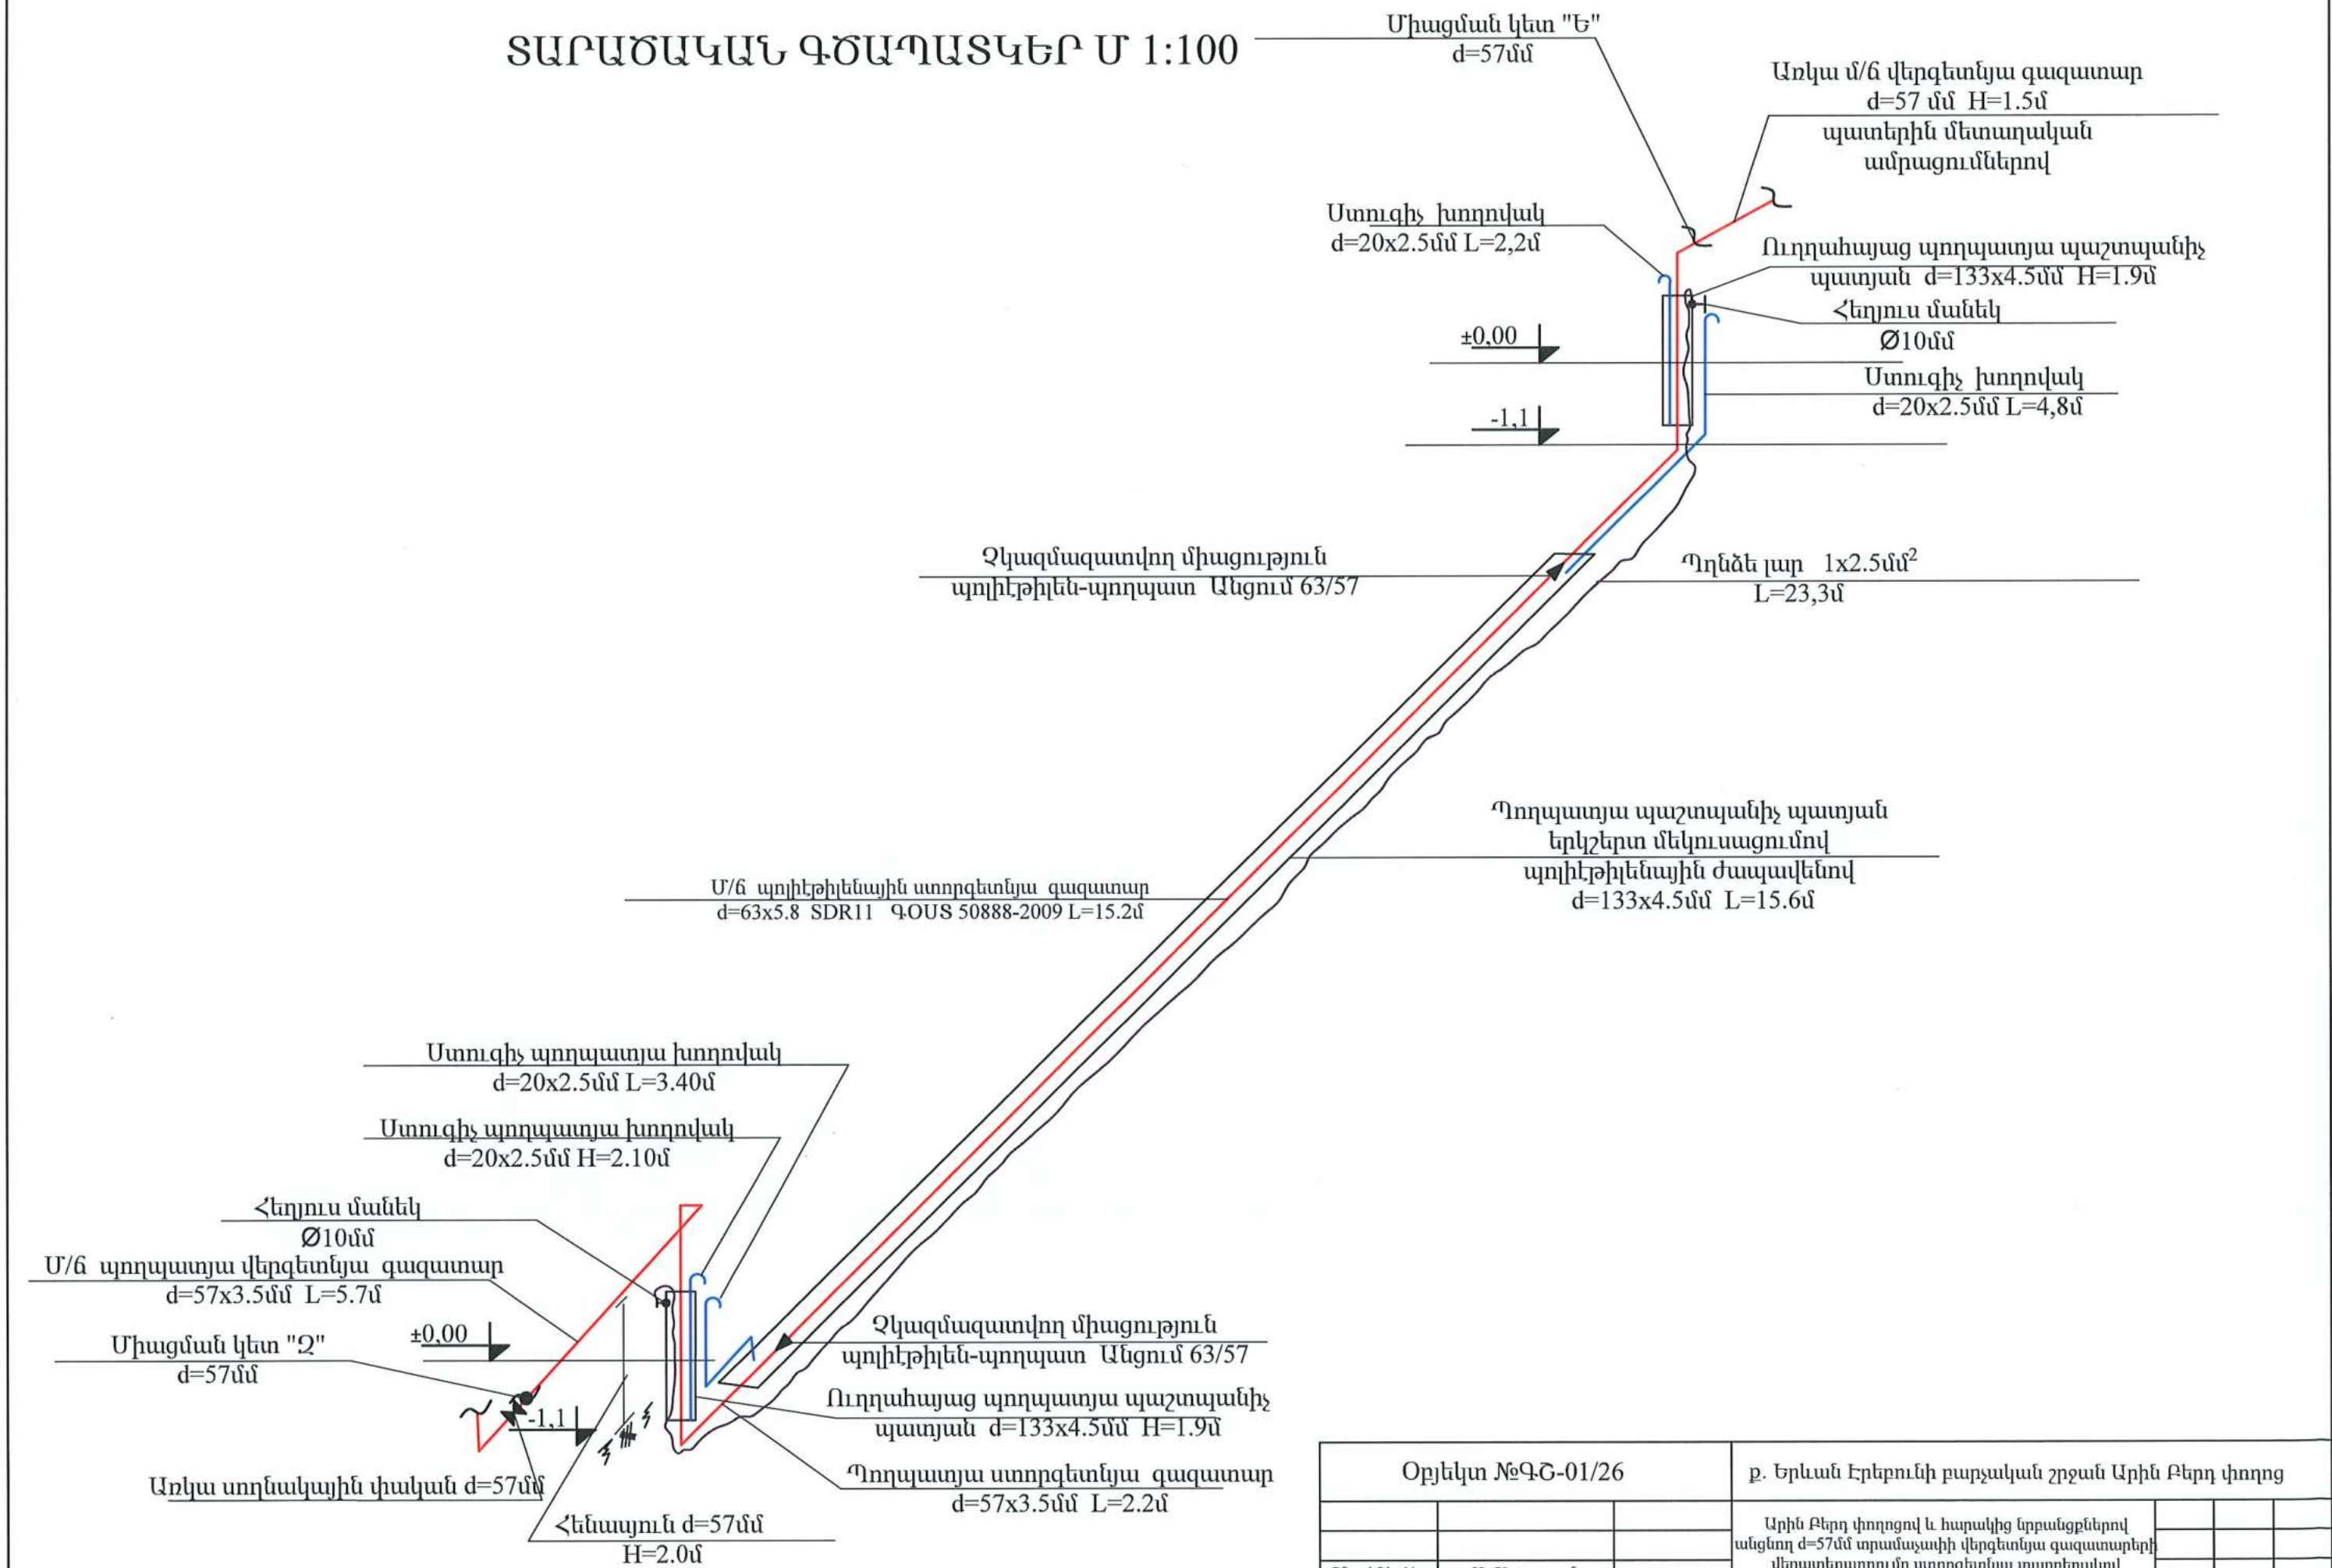 ՏԱՐԱԾԱԿԱՆ ԳԾԱՊԱՏԿԵՐ Մ 1:100
Միացման կետ "Ե"
d=57մմ
Առկա մ/ճ վերգետնյա գազատար
d=57 մմ H=1.5մ
պատերին մետաղական
ամրացումներով
Ստուգիչ խողովակ
d=20x2.5մմ L=2,2մ
Ուղղահայաց պողպատյա պաշտպանիչ
պատյան d=133x4.5մմ H=1.9մ
Հեղյուս մանեկ
Ø10մմ
±0,00
Ստուգիչ խողովակ
d=20x2.5մմ L=4,8մ
-1,1
Չկազմազատվող միացություն
պոլիէթիլեն-պողպատ Անցում 63/57
Պղնձե լար 1x2.5մմ²
L=23,3մ
Պողպատյա պաշտպանիչ պատյան
երկշերտ մեկուսացումով
պոլիէթիլենային ժապավենով
d=133x4.5մմ L=15.6մ
Մ/ճ պոլիէթիլենային ստորգետնյա գազատար
d=63x5.8 SDR11 ԳՕՍՏ 50888-2009 L=15.2մ
Ստուգիչ պողպատյա խողովակ
d=20x2.5մմ L=3.40մ
Ստուգիչ պողպատյա խողովակ
d=20x2.5մմ H=2.10մ
Հեղյուս մանեկ
Ø10մմ
Մ/ճ պողպատյա վերգետնյա գազատար
d=57x3.5մմ L=5.7մ
Միացման կետ "Զ"
d=57մմ
±0,00
-1,1
Չկազմազատվող միացություն
պոլիէթիլեն-պողպատ Անցում 63/57
Ուղղահայաց պողպատյա պաշտպանիչ
պատյան d=133x4.5մմ H=1.9մ
Պողպատյա ստորգետնյա գազատար
d=57x3.5մմ L=2.2մ
Առկա սողնակային փական d=57մմ
Հենասյուն d=57մմ
H=2.0մ
Օբյեկտ №ԳՇ-01/26
ք. Երևան Էրեբունի բարչական շրջան Արին Բերդ փողոց
Արին Բերդ փողոցով և հարակից նրբանցքներով
անցնող d=57մմ տրամաչափի վերգետնյա գազատարերի